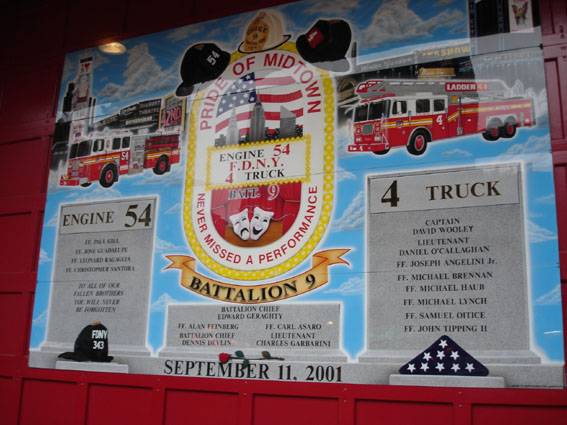 CHIEF
54
PRIDE OF MIDTOWN
ENGINE 54
F.D.N.Y.
4 TRUCK
BATT. 9
NEVER MISSED A PERFORMANCE
BATTALION 9
54
LADDER
4
ENGINE 54
FF. PAUL GILL
FF. JOSE GUADALUPE
FF. LEONARD RAGAGLIA
FF. CHRISTOPHER SANTORA
TO ALL OF OUR
FALLEN BROTHERS
YOU WILL NEVER
BE FORGOTTEN
FDNY
343
BATTALION CHIEF
EDWARD GERAGHTY
FF. ALAN FEINBERG
BATTALION CHIEF
DENNIS DEVLIN
FF. CARL ASARO
LIEUTENANT
CHARLES GARBARINI
4 TRUCK
CAPTAIN
DAVID WOOLEY
LIEUTENANT
DANIEL O'CALLAGHAN
FF. JOSEPH ANGELINI Jr.
FF. MICHAEL BRENNAN
FF. MICHAEL HAUB
FF. MICHAEL LYNCH
FF. SAMUEL OITICE
FF. JOHN TIPPING II
SEPTEMBER 11, 2001